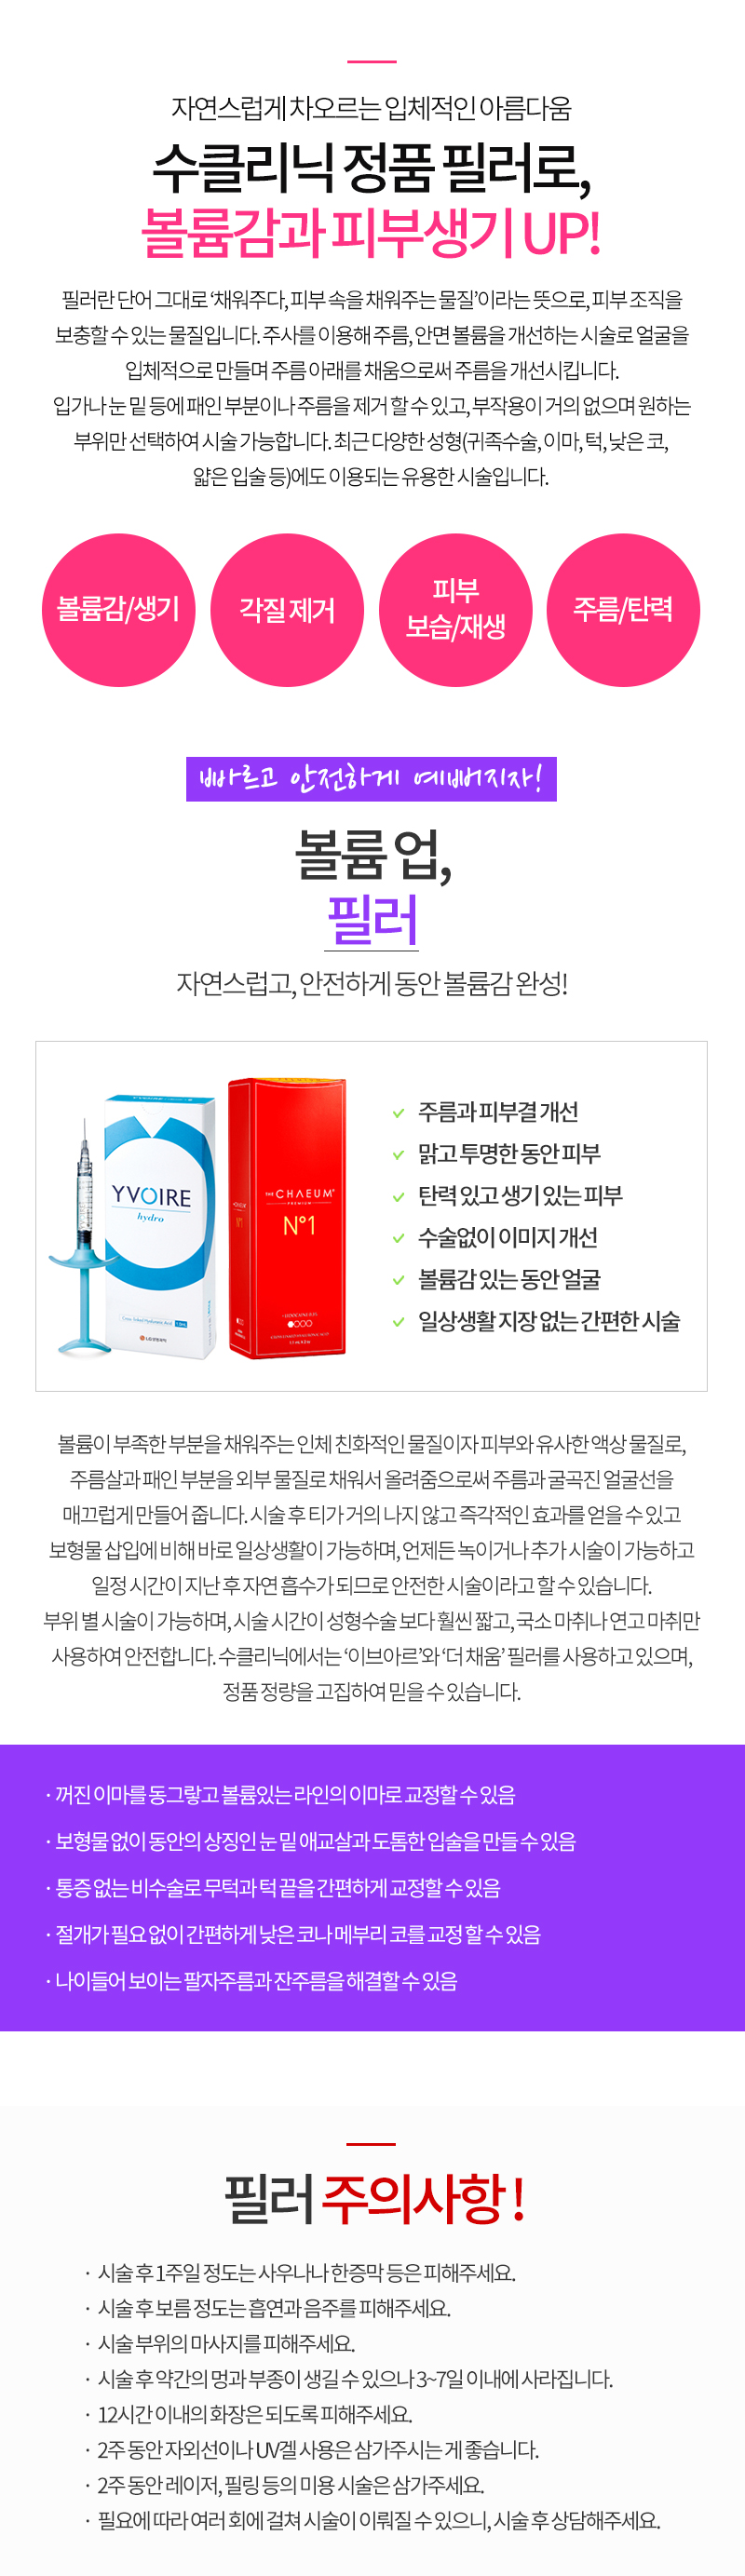 자연스럽게 차오르는 입체적인 아름다움
수클리닉 정품 필러로,
볼륨감과 피부생기 UP!
필러란 단어 그대로 ‘채워주다, 피부 속을 채워주는 물질’이라는 뜻으로, 피부 조직을
보충할 수 있는 물질입니다. 주사를 이용해 주름, 안면 볼륨을 개선하는 시술로 얼굴을
입체적으로 만들며 주름 아래를 채움으로써 주름을 개선시킵니다.
입가나 눈 밑 등에 패인 부분이나 주름을 제거 할 수 있고, 부작용이 거의 없으며 원하는
부위만 선택하여 시술 가능합니다. 최근 다양한 성형(귀족수술, 이마, 턱, 낮은 코,
얇은 입술 등)에도 이용되는 유용한 시술입니다.
볼륨감/생기
각질 제거
피부
보습/재생
주름/탄력
빠르고 안전하게 예뻐지자!
볼륨 업,
필러
자연스럽고, 안전하게 동안 볼륨감 완성!
YVOIRE
hydro
THE CHAEUM
PREMIUM
N°1
주름과 피부결 개선
맑고 투명한 동안 피부
탄력 있고 생기 있는 피부
수술없이 이미지 개선
볼륨감 있는 동안 얼굴
일상생활 지장 없는 간편한 시술
볼륨이 부족한 부분을 채워주는 인체 친화적인 물질이자 피부와 유사한 액상 물질로,
주름살과 패인 부분을 외부 물질로 채워서 올려줌으로써 주름과 굴곡진 얼굴선을
매끄럽게 만들어 줍니다. 시술 후 티가 거의 나지 않고 즉각적인 효과를 얻을 수 있고
보형물 삽입에 비해 바로 일상생활이 가능하며, 언제든 녹이거나 추가 시술이 가능하고
일정 시간이 지난 후 자연 흡수가 되므로 안전한 시술이라고 할 수 있습니다.
부위 별 시술이 가능하며, 시술 시간이 성형수술 보다 훨씬 짧고, 국소 마취나 연고 마취만
사용하여 안전합니다. 수클리닉에서는 ‘이브아르’와 ‘더 채움’ 필러를 사용하고 있으며,
정품 정량을 고집하여 믿을 수 있습니다.
· 꺼진 이마를 동그랗고 볼륨있는 라인의 이마로 교정할 수 있음
· 보형물 없이 동안의 상징인 눈 밑 애교살과 도톰한 입술을 만들 수 있음
· 통증 없는 비수술로 무턱과 턱 끝을 간편하게 교정할 수 있음
· 절개가 필요 없이 간편하게 낮은 코나 메부리 코를 교정 할 수 있음
· 나이들어 보이는 팔자주름과 잔주름을 해결할 수 있음
필러 주의사항 !
· 시술 후 1주일 정도는 사우나나 한증막 등은 피해주세요.
· 시술 후 보름 정도는 흡연과 음주를 피해주세요.
· 시술 부위의 마사지를 피해주세요.
· 시술 후 약간의 멍과 부종이 생길 수 있으나 3~7일 이내에 사라집니다.
· 12시간 이내의 화장은 되도록 피해주세요.
· 2주 동안 자외선이나 UV겔 사용은 삼가주시는 게 좋습니다.
· 2주 동안 레이저, 필링 등의 미용 시술은 삼가주세요.
· 필요에 따라 여러 회에 걸쳐 시술이 이뤄질 수 있으니, 시술 후 상담해주세요.